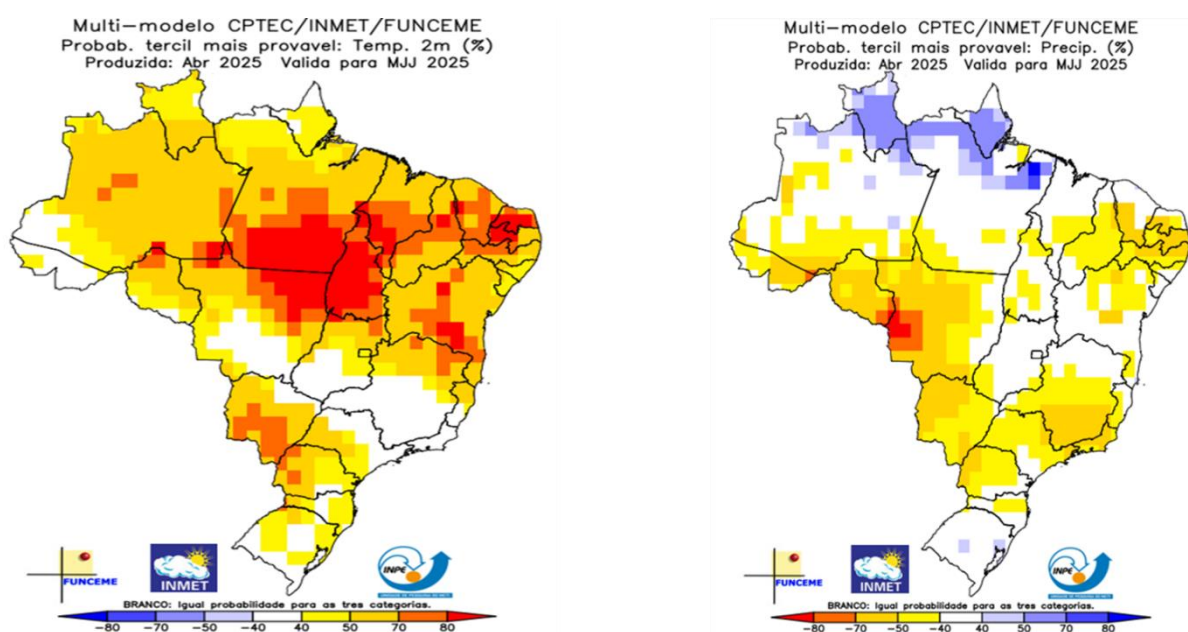 Multi-modelo CPTEC/INMET/FUNCEME
Probab. tercil mais provavel: Temp. 2m (%)
Produzida: Abr 2025 Valida para MJJ 2025
FUNCEME
INMET
INPE
BRANCO: Igual probabilidade para as tres categorias.
-80 -70 -50 -40 40 50 70 80
Multi-modelo CPTEC/INMET/FUNCEME
Probab. tercil mais provavel: Precip. (%)
Produzida: Abr 2025 Valida para MJJ 2025
FUNCEME
INMET
INPE
BRANCO: Igual probabilidade para as tres categorias.
-80 -70 -50 -40 40 50 70 80